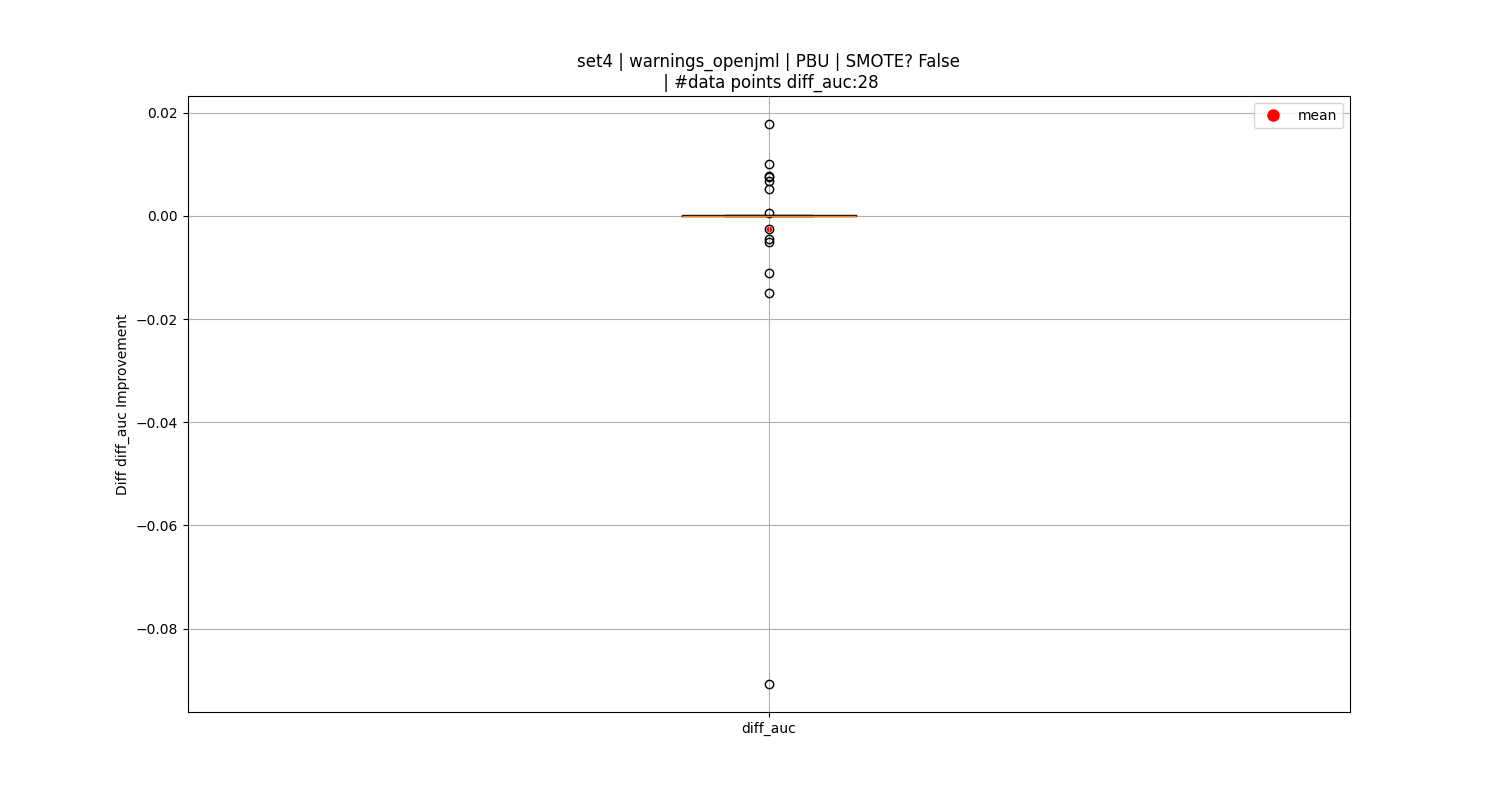 set4 | warnings_openjml | PBU | SMOTE? False
| #data points diff_auc:28
mean
0.02
0.00
−0.02
−0.04
−0.06
−0.08
Diff diff_auc Improvement
diff_auc